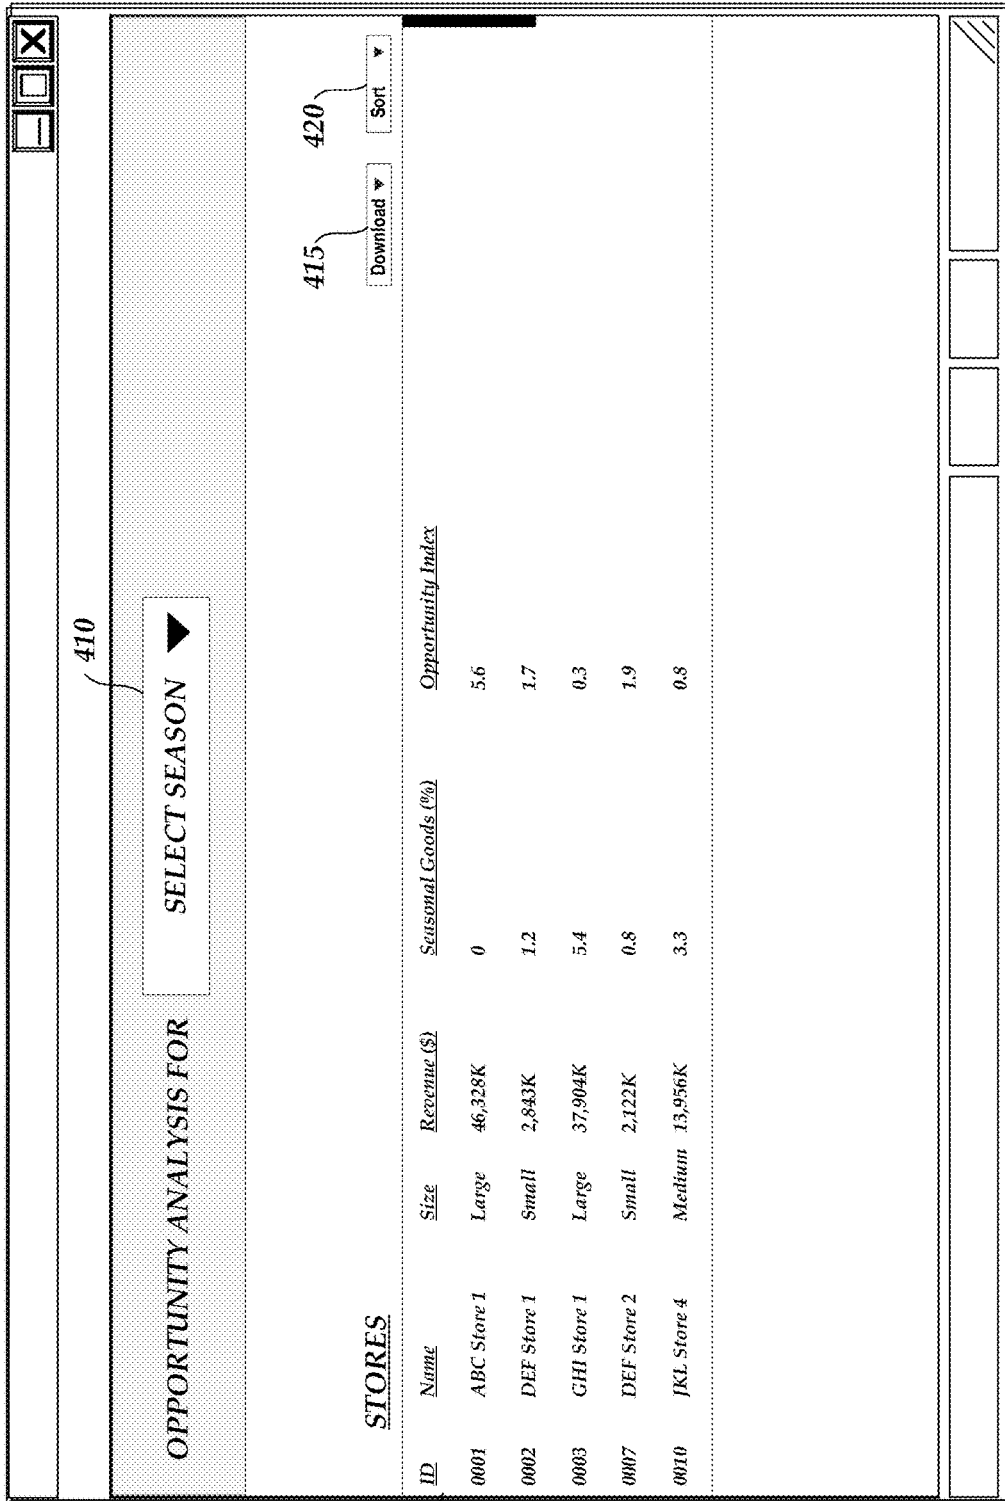 410
OPPORTUNITY ANALYSIS FOR SELECT SEASON
415 420
STORES Download Sort
ID Name Size Revenue ($) Seasonal Goods (%) Opportunity Index
0001 ABC Store 1 Large 46,328K 0 5.6
0002 DEF Store 1 Small 2,843K 1.2 1.7
0003 GHI Store 1 Large 37,904K 5.4 0.3
0007 DEF Store 2 Small 2,122K 0.8 1.9
0010 JKL Store 4 Medium 13,956K 3.3 0.8